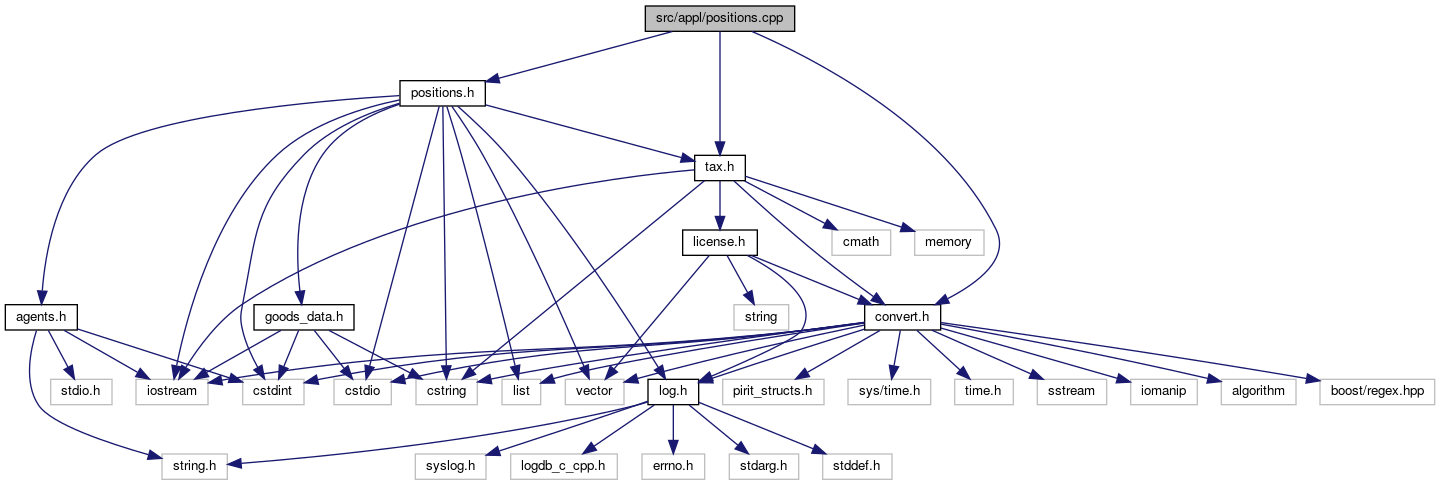 src/appl/positions.cpp
positions.h
tax.h
license.h
cmath
memory
agents.h
goods_data.h
string
convert.h
stdio.h
iostream
cstdint
cstdio
cstring
list
vector
log.h
pirit_structs.h
sys/time.h
time.h
sstream
iomanip
algorithm
boost/regex.hpp
string.h
syslog.h
logdb_c_cpp.h
errno.h
stdarg.h
stddef.h